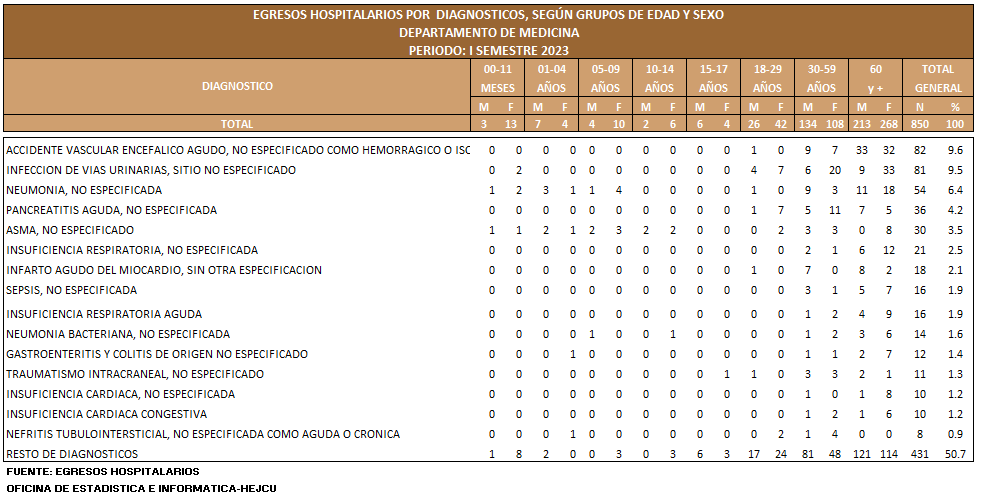 EGRESOS HOSPITALARIOS POR DIAGNOSTICOS, SEGÚN GRUPOS DE EDAD Y SEXO
DEPARTAMENTO DE MEDICINA
PERIODO: I SEMESTRE 2023
DIAGNOSTICO 00-11 MESES 01-04 AÑOS 05-09 AÑOS 10-14 AÑOS 15-17 AÑOS 18-29 AÑOS 30-59 AÑOS 60 y + TOTAL GENERAL
M F M F M F M F M F M F M F M F N %
TOTAL 3 13 7 4 4 10 2 6 6 4 26 42 134 108 213 268 850 100
ACCIDENTE VASCULAR ENCEFALICO AGUDO, NO ESPECIFICADO COMO HEMORRAGICO O ISC 0 0 0 0 0 0 0 0 0 0 1 0 9 7 33 32 82 9.6
INFECCION DE VIAS URINARIAS, SITIO NO ESPECIFICADO 0 2 0 0 0 0 0 0 0 0 4 7 6 20 9 33 81 9.5
NEUMONIA, NO ESPECIFICADA 1 2 3 1 1 4 0 0 0 0 1 0 9 3 11 18 54 6.4
PANCREATITIS AGUDA, NO ESPECIFICADA 0 0 0 0 0 0 0 0 0 0 1 7 5 11 7 5 36 4.2
ASMA, NO ESPECIFICADO 1 1 2 1 2 3 2 2 0 0 0 2 3 3 0 8 30 3.5
INSUFICIENCIA RESPIRATORIA, NO ESPECIFICADA 0 0 0 0 0 0 0 0 0 0 0 0 2 1 6 12 21 2.5
INFARTO AGUDO DEL MIOCARDIO, SIN OTRA ESPECIFICACION 0 0 0 0 0 0 0 0 0 0 1 0 7 0 8 2 18 2.1
SEPSIS, NO ESPECIFICADA 0 0 0 0 0 0 0 0 0 0 0 0 3 1 5 7 16 1.9
INSUFICIENCIA RESPIRATORIA AGUDA 0 0 0 0 0 0 0 0 0 0 0 0 1 2 4 9 16 1.9
NEUMONIA BACTERIANA, NO ESPECIFICADA 0 0 0 0 1 0 0 1 0 0 0 0 1 2 3 6 14 1.6
GASTROENTERITIS Y COLITIS DE ORIGEN NO ESPECIFICADO 0 0 0 1 0 0 0 0 0 0 0 0 1 1 2 7 12 1.4
TRAUMATISMO INTRACRANEAL, NO ESPECIFICADO 0 0 0 0 0 0 0 0 0 1 1 0 3 3 2 1 11 1.3
INSUFICIENCIA CARDIACA, NO ESPECIFICADA 0 0 0 0 0 0 0 0 0 0 0 0 1 0 1 8 10 1.2
INSUFICIENCIA CARDIACA CONGESTIVA 0 0 0 0 0 0 0 0 0 0 0 0 1 2 1 6 10 1.2
NEFRITIS TUBULOINTERSTICIAL, NO ESPECIFICADA COMO AGUDA O CRONICA 0 0 0 1 0 0 0 0 0 0 0 2 1 4 0 0 8 0.9
RESTO DE DIAGNOSTICOS 1 8 2 0 0 3 0 3 6 3 17 24 81 48 121 114 431 50.7
FUENTE: EGRESOS HOSPITALARIOS
OFICINA DE ESTADISTICA E INFORMATICA-HEJCU